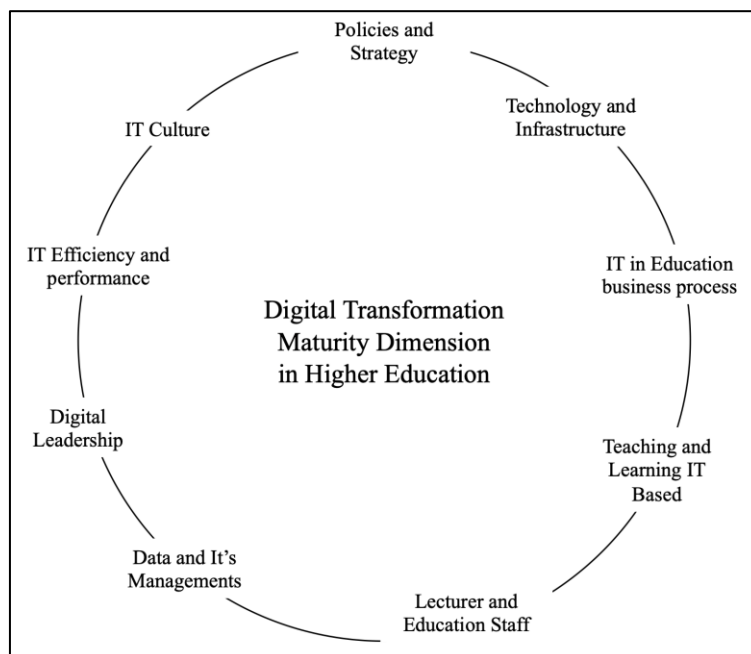 Policies and
Strategy
Technology and
Infrastructure
IT Culture
IT Efficiency and
performance
IT in Education
business process
Digital Transformation
Maturity Dimension
in Higher Education
Digital
Leadership
Teaching and
Learning IT
Based
Data and It’s
Managements
Lecturer and
Education Staff